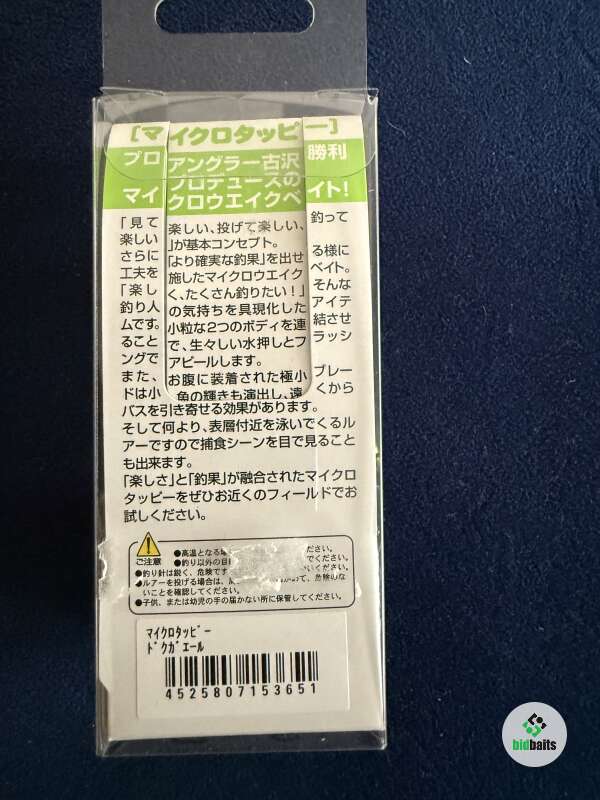 [マイクロタッピー]
プロアングラー古沢勝利
プロデュースの
マイクロウエイクベイト!
「見て楽しい、投げて楽しい、釣って
楽しい」が基本コンセプト。
さらに「より確実な釣果」を出せる様に
工夫を施したマイクロウエイクベイト。
「楽しく、たくさん釣りたい!」そんな
釣り人の気持ちを具現化したアイテ
ムです。小粒な2つのボディを連結させ
ることで、生々しい水押しとフラッシ
ングでアピールします。
また、お腹に装着された極小ブレー
ドは小魚の輝きも演出し、遠くから
バスを引き寄せる効果があります。
そして何より、表層付近を泳いでくるル
アーですので捕食シーンを目で見ること
も出来ます。
「楽しさ」と「釣果」が融合されたマイクロ
タッピーをぜひお近くのフィールドでお
試しください。
ご注意
●高温となる場 ください。
●釣り以外の目 でください。
●釣り針は鋭く、危険です ください。
●ルアーを投げる場合は、 て、危険のな
いことを確認してください。
●子供、または幼児の手の届かない所に保管してください。
マイクロタッピー
ドクガエール
4525807153651
bidbaits